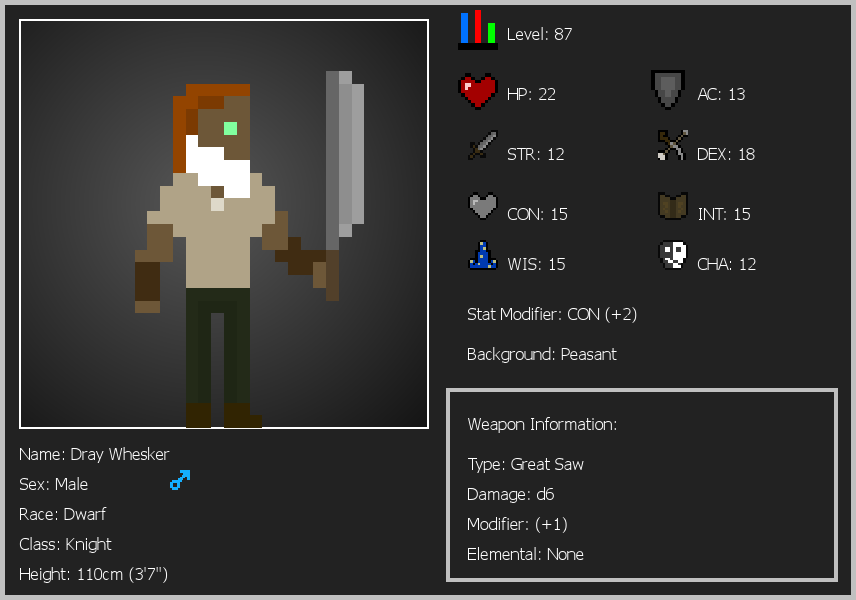 Level: 87
HP: 22
AC: 13
STR: 12
DEX: 18
CON: 15
INT: 15
WIS: 15
CHA: 12
Stat Modifier: CON (+2)
Background: Peasant
Weapon Information:
Type: Great Saw
Damage: d6
Modifier: (+1)
Elemental: None
Name: Dray Whesker
Sex: Male
Race: Dwarf
Class: Knight
Height: 110cm (3'7")